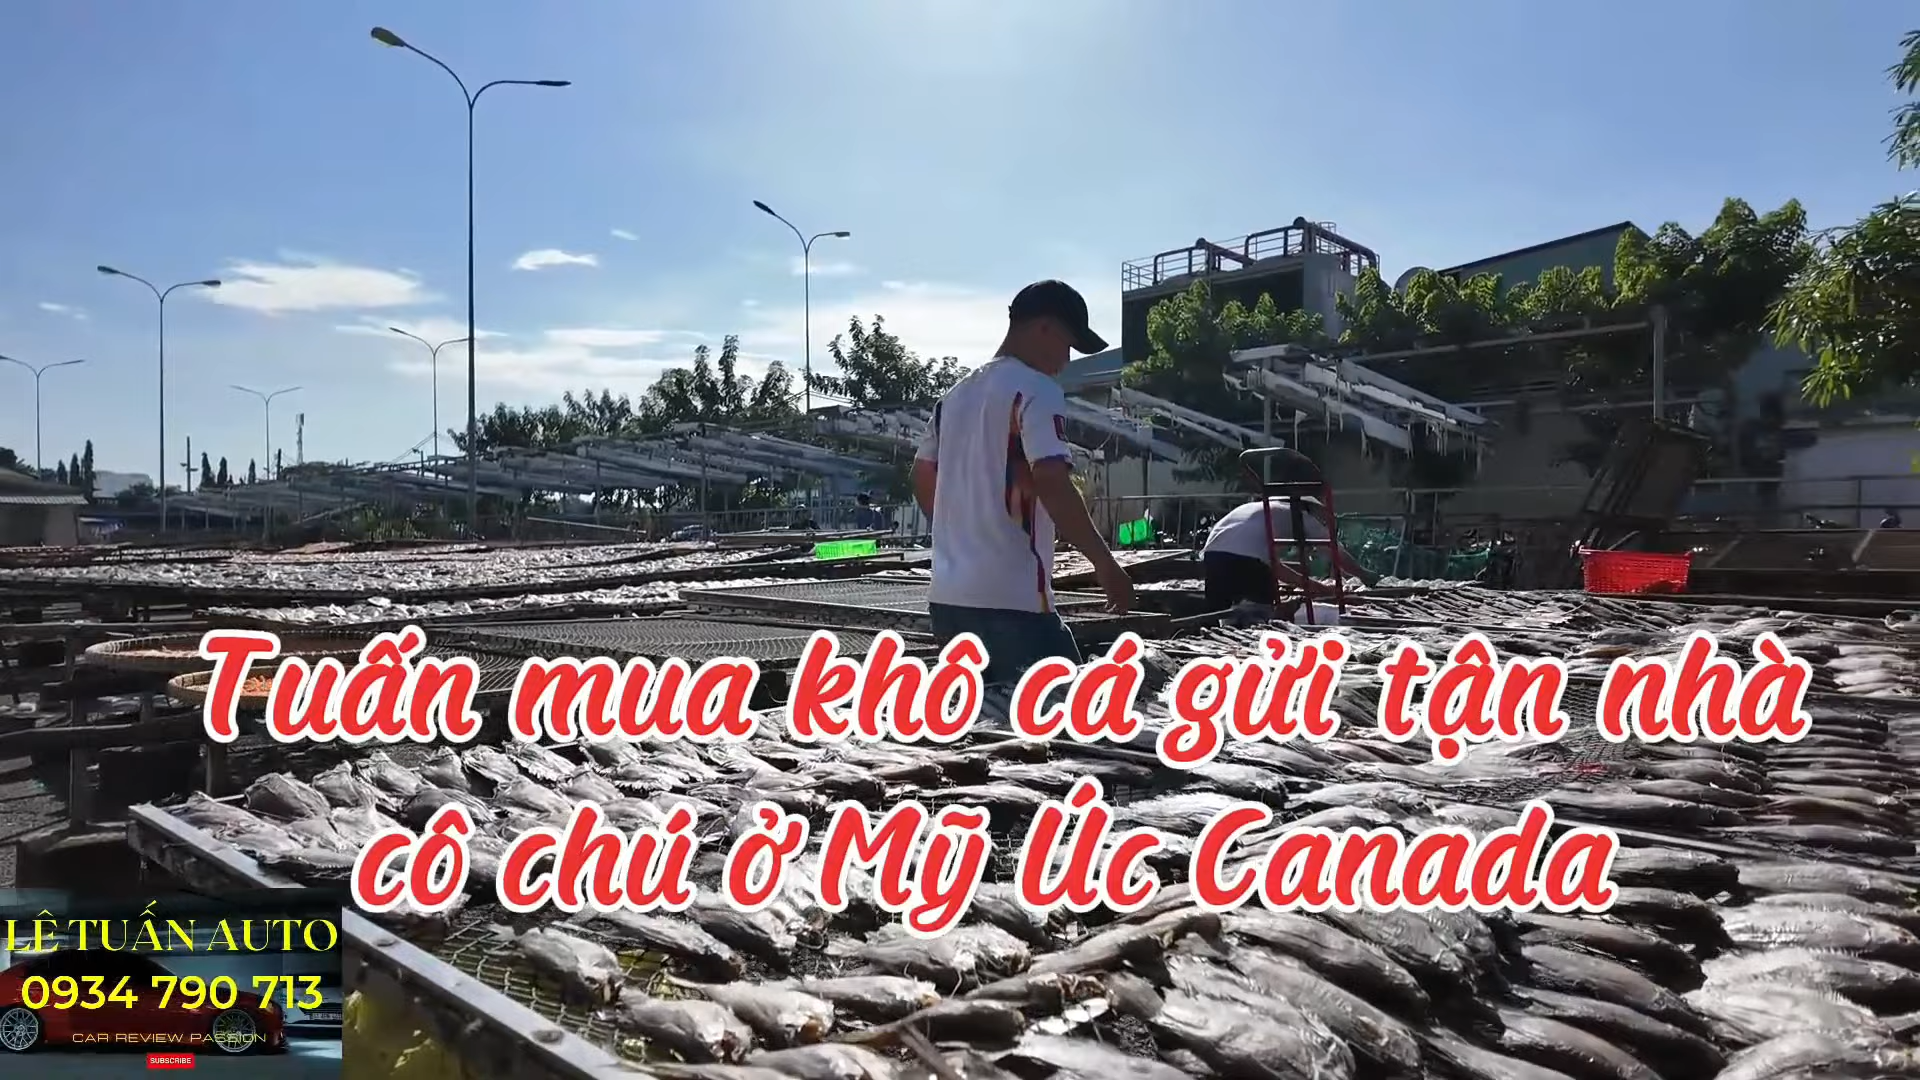 Tuấn mua khô cá gửi tận nhà
cô chú ở Mỹ Úc Canada
LÊ TUẤN AUTO
0934 790 713
CAR REVIEW PASSION
SUBSCRIBE